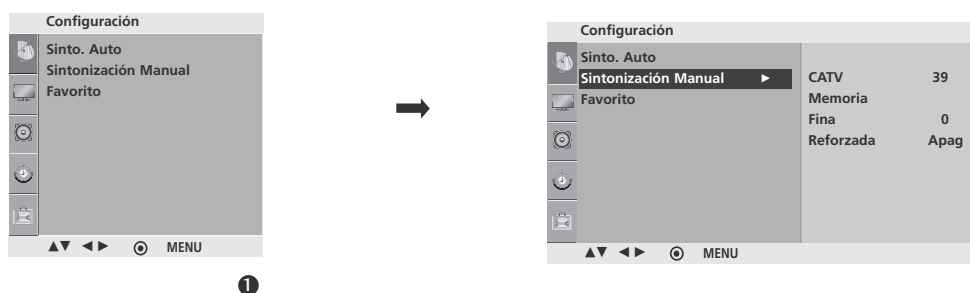 Configuración
Sinto. Auto
Sintonización Manual
Favorito
▲▼ ◄► MENU
❶
Configuración
Sinto. Auto
Sintonización Manual ►
Favorito
CATV 39
Memoria
Fina 0
Reforzada Apag
▲▼ ◄► MENU